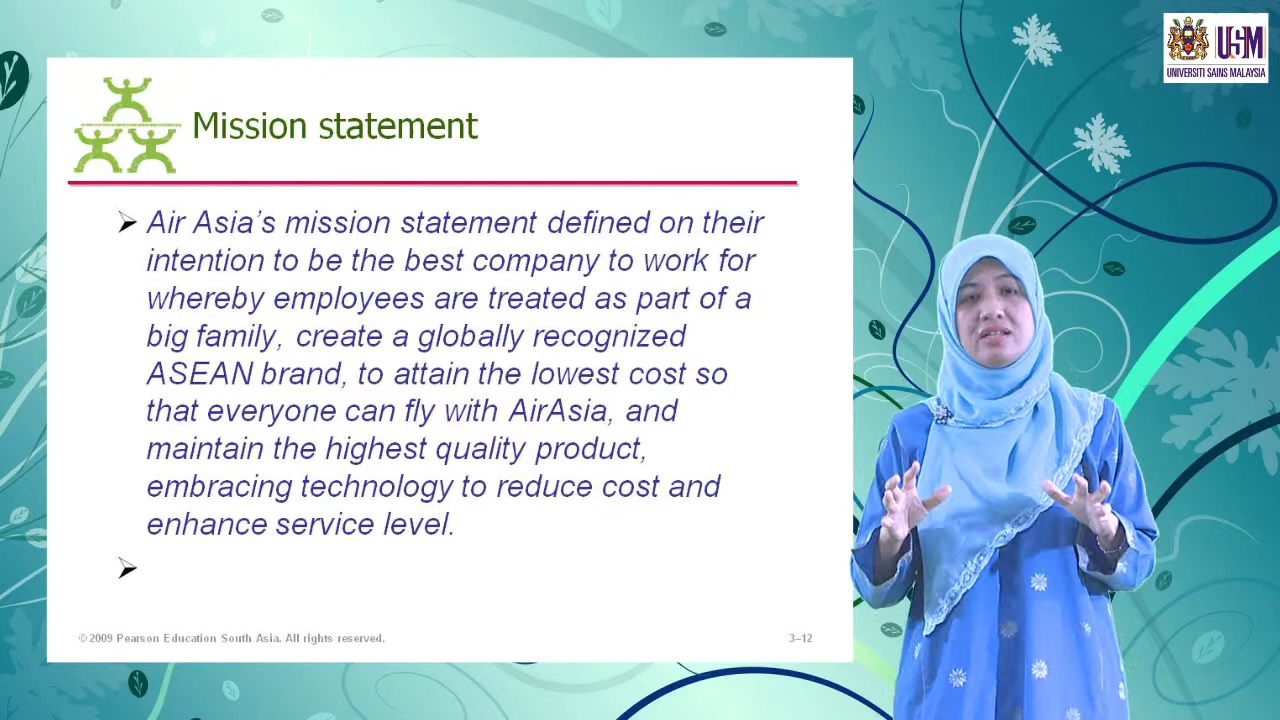 USM
UNIVERSITI SAINS MALAYSIA
Mission statement
Air Asia's mission statement defined on their
intention to be the best company to work for
whereby employees are treated as part of a
big family, create a globally recognized
ASEAN brand, to attain the lowest cost so
that everyone can fly with AirAsia, and
maintain the highest quality product,
embracing technology to reduce cost and
enhance service level.
©2009 Pearson Education South Asia. All rights reserved.
3–12